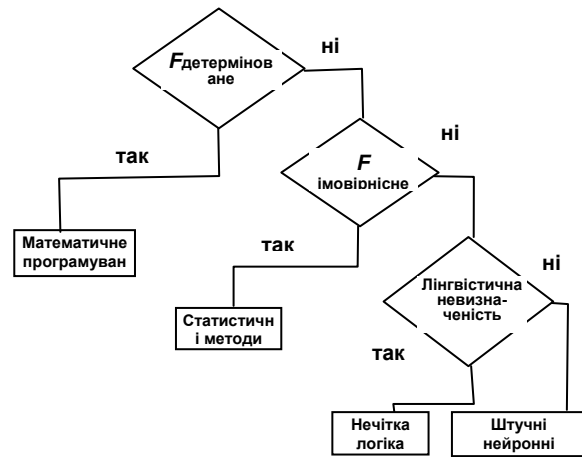 ні
Fдетермінов
ане
так
ні
F
імовірнісне
Математичне
програмуван
так
ні
Лінгвістична
невизна-
ченість
Статистичн
і методи
так
Нечітка
логіка
Штучні
нейронні